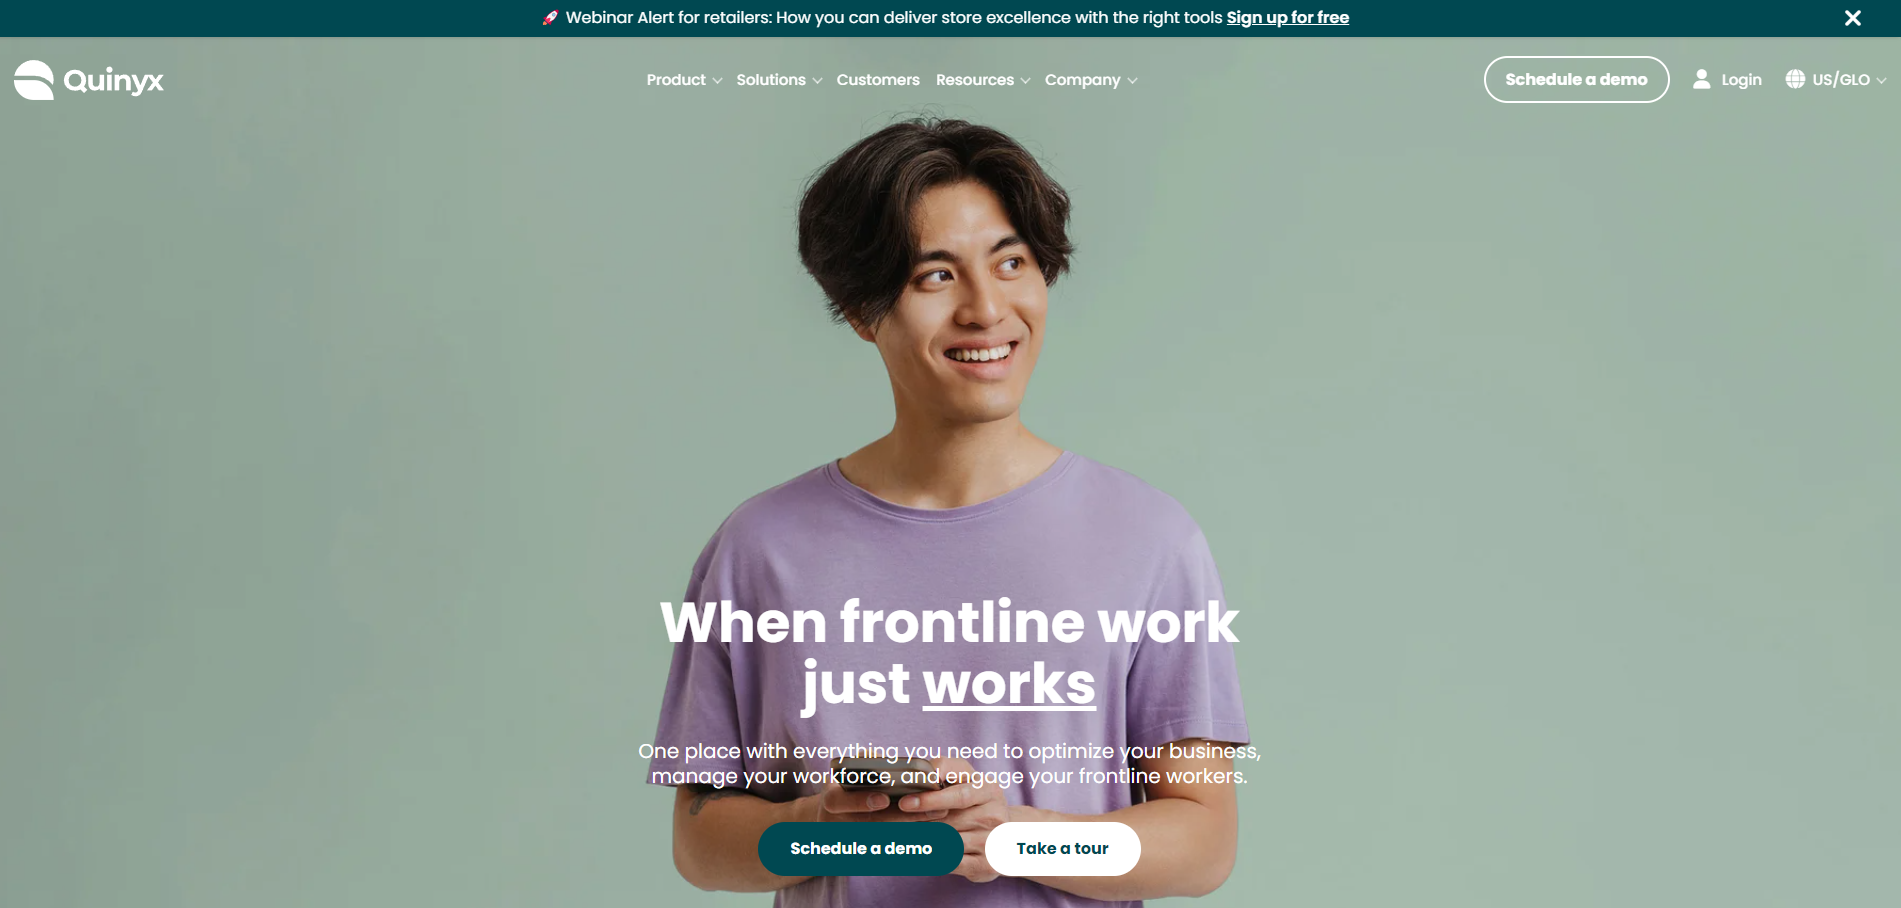 Webinar Alert for retailers: How you can deliver store excellence with the right tools Sign up for free
Quinyx
Product
Solutions
Customers
Resources
Company
Schedule a demo
Login
US/GLO
When frontline work
just works
One place with everything you need to optimize your business,
manage your workforce, and engage your frontline workers.
Schedule a demo
Take a tour